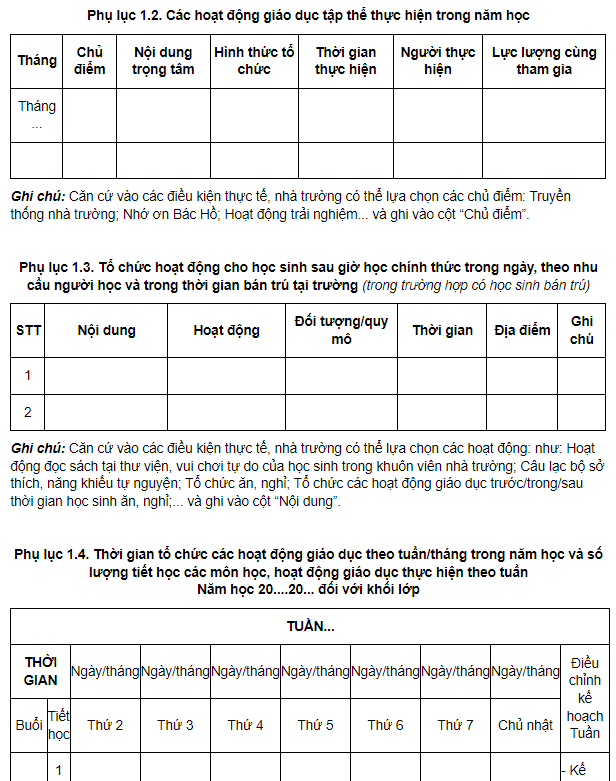 Phụ lục 1.2. Các hoạt động giáo dục tập thể thực hiện trong năm học
Tháng
Chủ
điểm
Nội dung
trọng tâm
Hình thức tổ
chức
Thời gian
thực hiện
Người thực
hiện
Lực lượng cùng
tham gia
Tháng
...
Ghi chú: Căn cứ vào các điều kiện thực tế, nhà trường có thể lựa chọn các chủ điểm: Truyền
thống nhà trường; Nhớ ơn Bác Hồ; Hoạt động trải nghiệm... và ghi vào cột “Chủ điểm”.
Phụ lục 1.3. Tổ chức hoạt động cho học sinh sau giờ học chính thức trong ngày, theo nhu
cầu người học và trong thời gian bán trú tại trường (trong trường hợp có học sinh bán trú)
STT
Nội dung
Hoạt động
Đối tượng/quy
mô
Thời gian
Địa điểm
Ghi
chú
1
2
Ghi chú: Căn cứ vào các điều kiện thực tế, nhà trường có thể lựa chọn các hoạt động: như: Hoạt
động đọc sách tại thư viện, vui chơi tự do của học sinh trong khuôn viên nhà trường; Câu lạc bộ sở
thích, năng khiếu tự nguyện; Tổ chức ăn, nghỉ; Tổ chức các hoạt động giáo dục trước/trong/sau
thời gian học sinh ăn, nghỉ;... và ghi vào cột “Nội dung”.
Phụ lục 1.4. Thời gian tổ chức các hoạt động giáo dục theo tuần/tháng trong năm học và số
lượng tiết học các môn học, hoạt động giáo dục thực hiện theo tuần
Năm học 20....20... đối với khối lớp
TUẦN...
THỜI
GIAN
Ngày/tháng
Ngày/tháng
Ngày/tháng
Ngày/tháng
Ngày/tháng
Ngày/tháng
Ngày/tháng
Điều
chỉnh
kế
hoạch
Tuần
Buổi
Tiết
học
Thứ 2
Thứ 3
Thứ 4
Thứ 5
Thứ 6
Thứ 7
Chủ nhật
1
- Kế